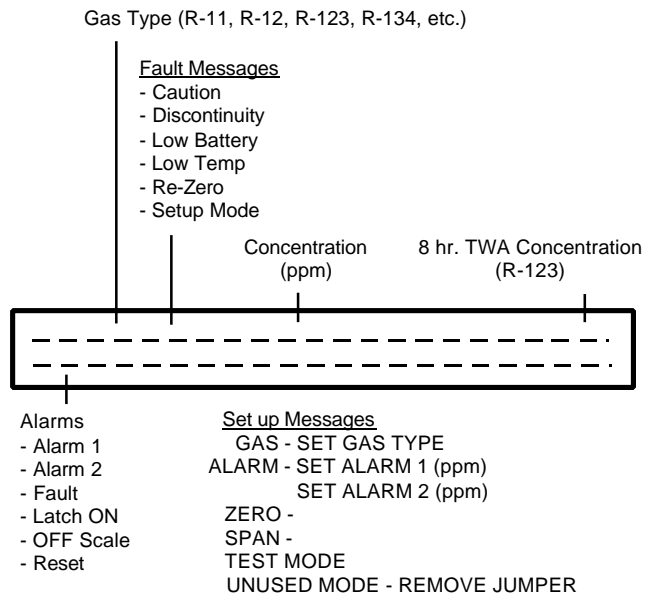 Gas Type (R-11, R-12, R-123, R-134, etc.)
Fault Messages
- Caution
- Discontinuity
- Low Battery
- Low Temp
- Re-Zero
- Setup Mode
Concentration
(ppm)
8 hr. TWA Concentration
(R-123)
Alarms
- Alarm 1
- Alarm 2
- Fault
- Latch ON
- OFF Scale
- Reset
Set up Messages
GAS - SET GAS TYPE
ALARM - SET ALARM 1 (ppm)
SET ALARM 2 (ppm)
ZERO -
SPAN -
TEST MODE
UNUSED MODE - REMOVE JUMPER